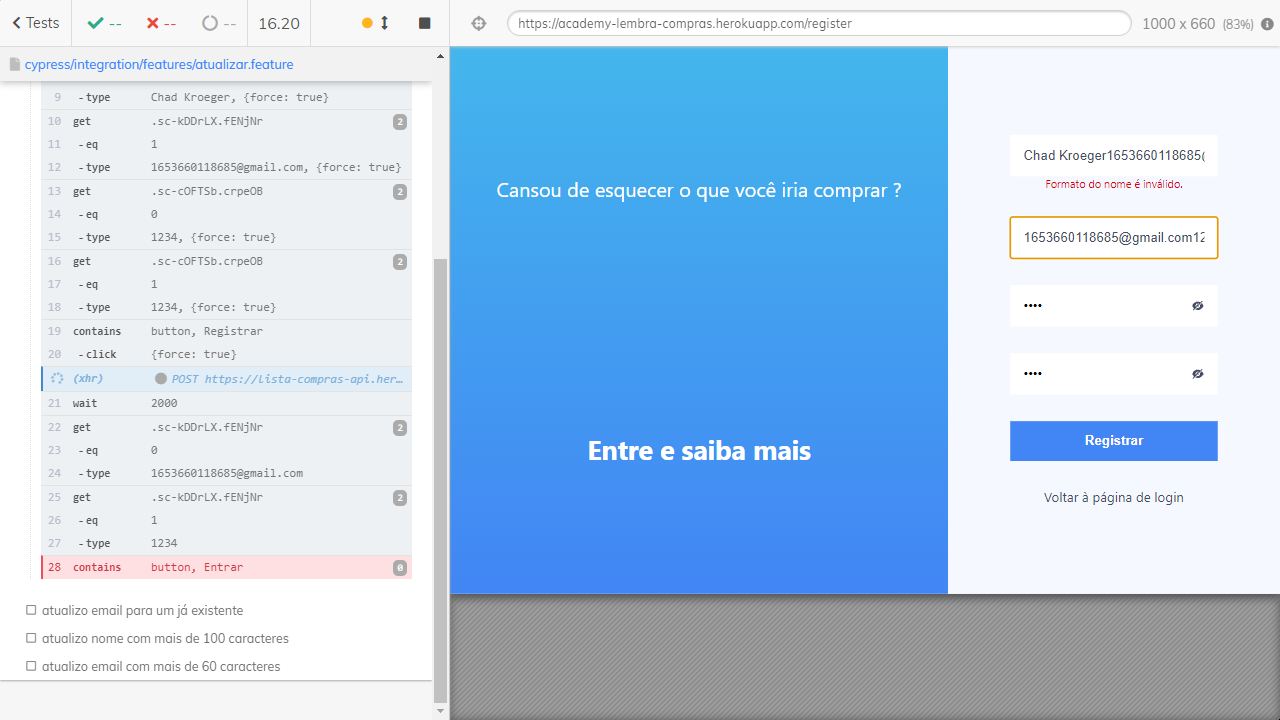 Tests
--
--
--
16.20
https://academy-lembra-compras.herokuapp.com/register
1000 x 660 (83%)
cypress/integration/features/atualizar.feature
9 -type Chad Kroeger, {force: true}
10 get .sc-kDDrLX.fENjNr 2
11 -eq 1
12 -type 1653660118685@gmail.com, {force: true}
13 get .sc-cOFTSb.crpeOB 2
14 -eq 0
15 -type 1234, {force: true}
16 get .sc-cOFTSb.crpeOB 2
17 -eq 1
18 -type 1234, {force: true}
19 contains button, Registrar
20 -click {force: true}
(xhr) POST https://lista-compras-api.her…
21 wait 2000
22 get .sc-kDDrLX.fENjNr 2
23 -eq 0
24 -type 1653660118685@gmail.com
25 get .sc-kDDrLX.fENjNr 2
26 -eq 1
27 -type 1234
28 contains button, Entrar 0
atualizo email para um já existente
atualizo nome com mais de 100 caracteres
atualizo email com mais de 60 caracteres
Cansou de esquecer o que você iria comprar ?
Entre e saiba mais
Chad Kroeger1653660118685(
Formato do nome é inválido.
1653660118685@gmail.com12
••••
••••
Registrar
Voltar à página de login